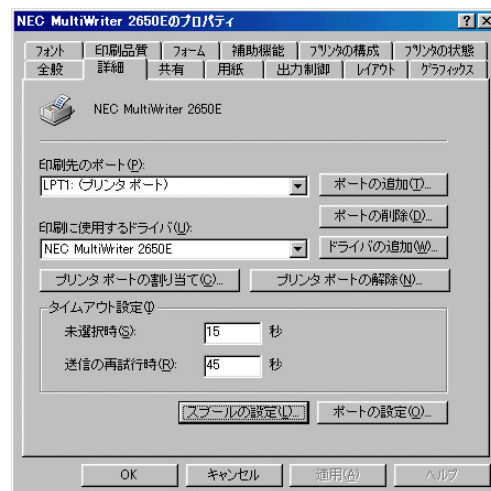 NEC MultiWriter 2650Eのプロパティ
フォント 印刷品質 フォーム 補助機能 プリンタの構成 プリンタの状態
全般 詳細 共有 用紙 出力制御 レイアウト グラフィックス
NEC MultiWriter 2650E
印刷先のポート(P):
LPT1: (プリンタ ポート)
ポートの追加(T)...
ポートの削除(D)...
印刷に使用するドライバ(U):
NEC MultiWriter 2650E
ドライバの追加(W)...
プリンタ ポートの割り当て(C)... プリンタ ポートの解除(N)...
タイムアウト設定(I)
未選択時(S): 15 秒
送信の再試行時(R): 45 秒
スプールの設定(L)... ポートの設定(O)...
OK キャンセル 適用(A) ヘルプ